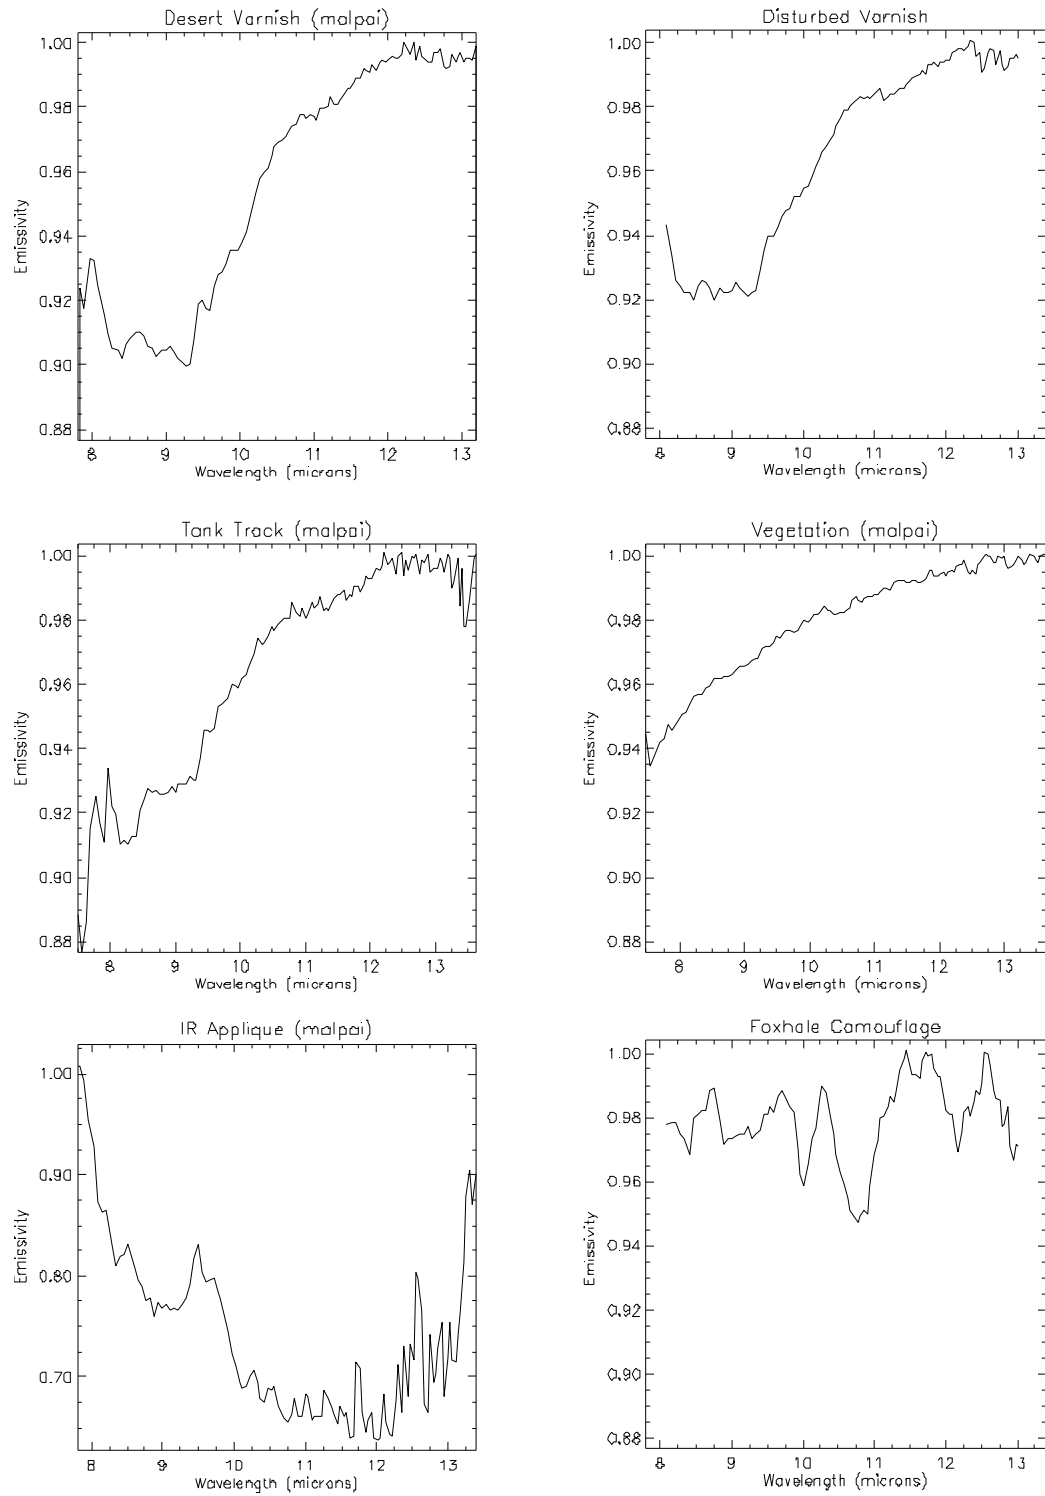 Desert Varnish (malpai)
1.00
0.98
0.96
0.94
0.92
0.90
0.88
Emissivity
8 9 10 11 12 13
Wavelength (microns)
Disturbed Varnish
1.00
0.98
0.96
0.94
0.92
0.90
0.88
Emissivity
8 9 10 11 12 13
Wavelength (microns)
Tank Track (malpai)
1.00
0.98
0.96
0.94
0.92
0.90
0.88
Emissivity
8 9 10 11 12 13
Wavelength (microns)
Vegetation (malpai)
1.00
0.98
0.96
0.94
0.92
0.90
0.88
Emissivity
8 9 10 11 12 13
Wavelength (microns)
IR Applique (malpai)
1.00
0.90
0.80
0.70
Emissivity
8 9 10 11 12 13
Wavelength (microns)
Foxhale Camouflage
1.00
0.98
0.96
0.94
0.92
0.90
0.88
Emissivity
8 9 10 11 12 13
Wavelength (microns)